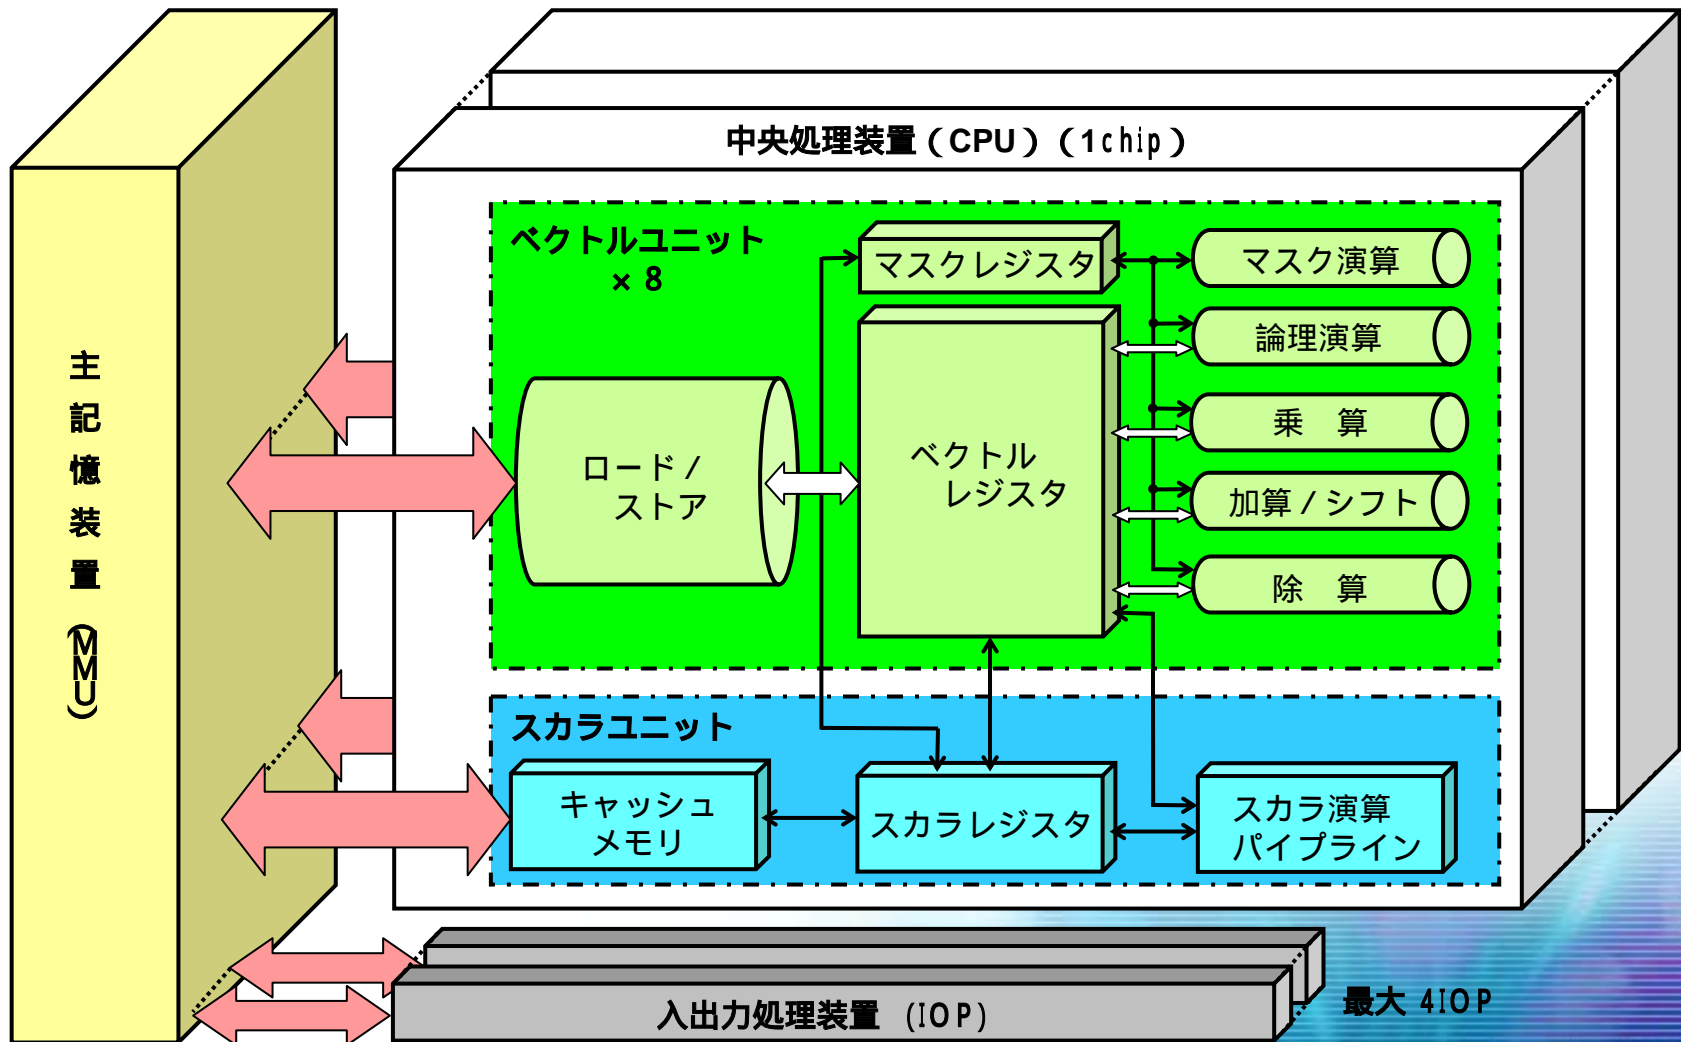 中央処理装置（CPU）（1chip）
ベクトルユニット
×8
マスクレジスタ
マスク演算
論理演算
乗　算
加算／シフト
除　算
ロード／
ストア
ベクトル
レジスタ
主記憶装置（MMU）
スカラユニット
キャッシュ
メモリ
スカラレジスタ
スカラ演算
パイプライン
入出力処理装置 (IOP)
最大 4IOP